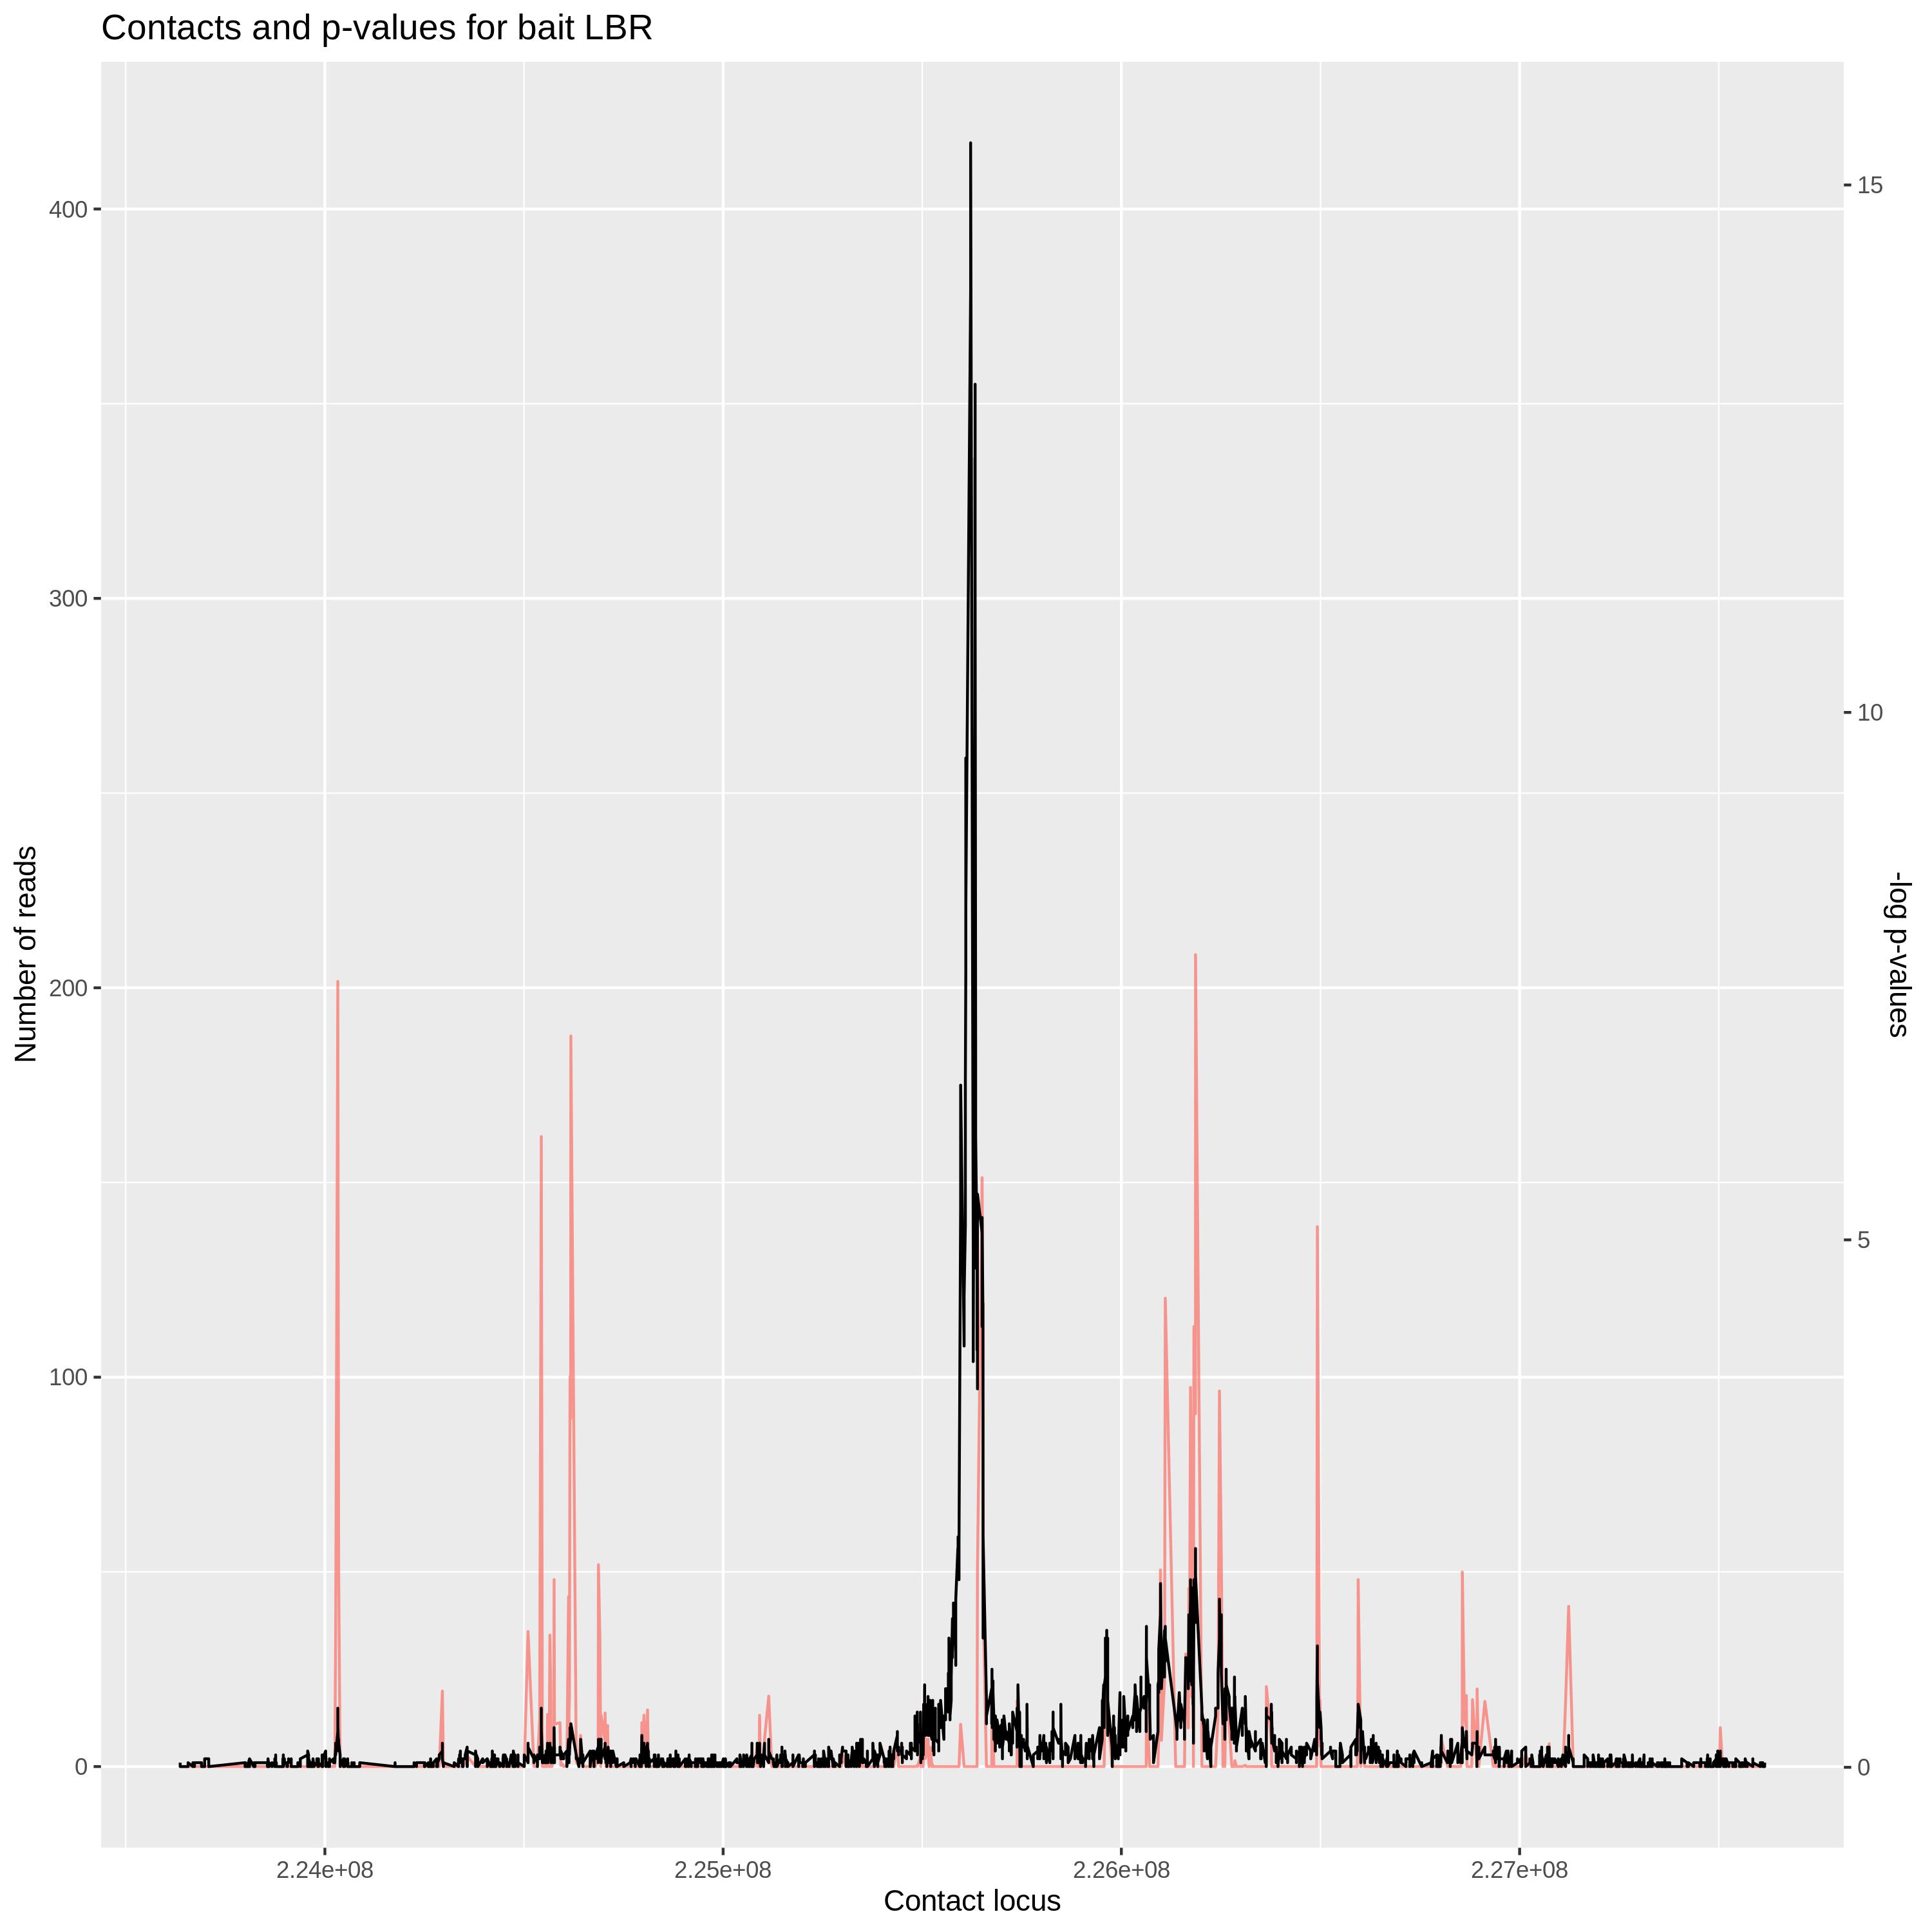 Contacts and p-values for bait LBR
400
300
200
100
0
15
10
5
0
Number of reads
-log p-values
2.24e+08
2.25e+08
2.26e+08
2.27e+08
Contact locus